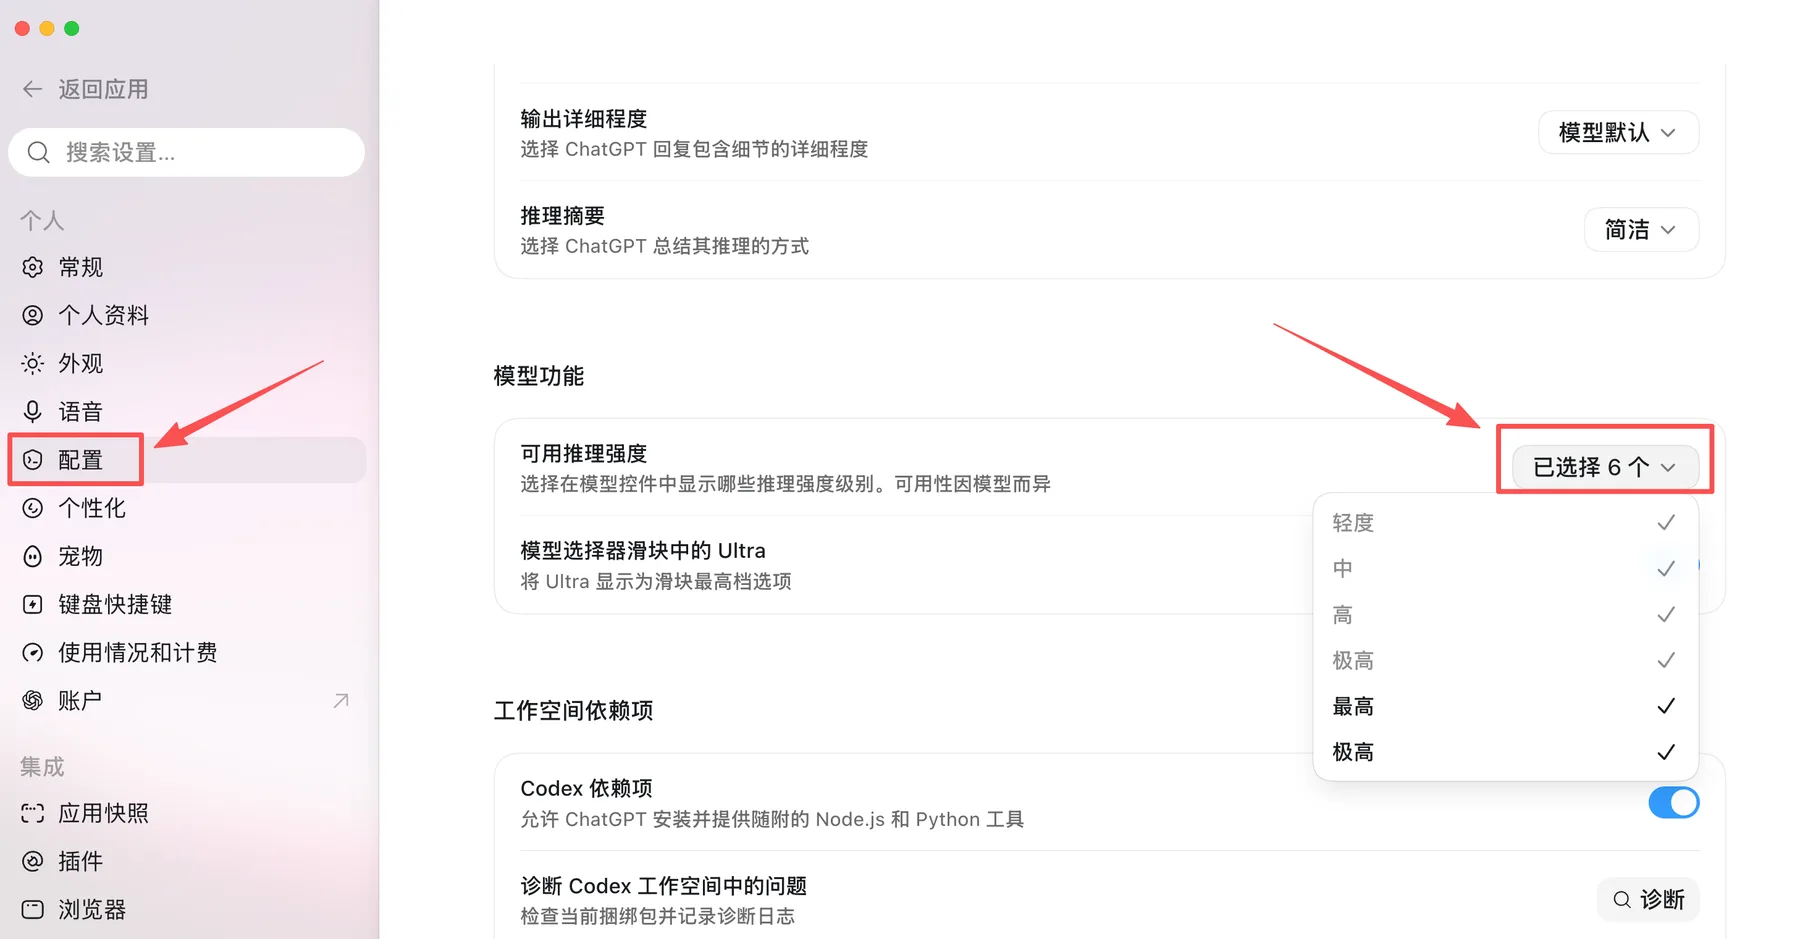 返回应用
搜索设置...
个人
常规
个人资料
外观
语音
配置
个性化
宠物
键盘快捷键
使用情况和计费
账户
集成
应用快照
插件
浏览器
输出详细程度
选择 ChatGPT 回复包含细节的详细程度
模型默认
推理摘要
选择 ChatGPT 总结其推理的方式
简洁
模型功能
可用推理强度
选择在模型控件中显示哪些推理强度级别。可用性因模型而异
已选择 6 个
轻度
中
高
极高
最高
极高
模型选择器滑块中的 Ultra
将 Ultra 显示为滑块最高档选项
工作空间依赖项
Codex 依赖项
允许 ChatGPT 安装并提供随附的 Node.js 和 Python 工具
诊断 Codex 工作空间中的问题
检查当前捆绑包并记录诊断日志
诊断